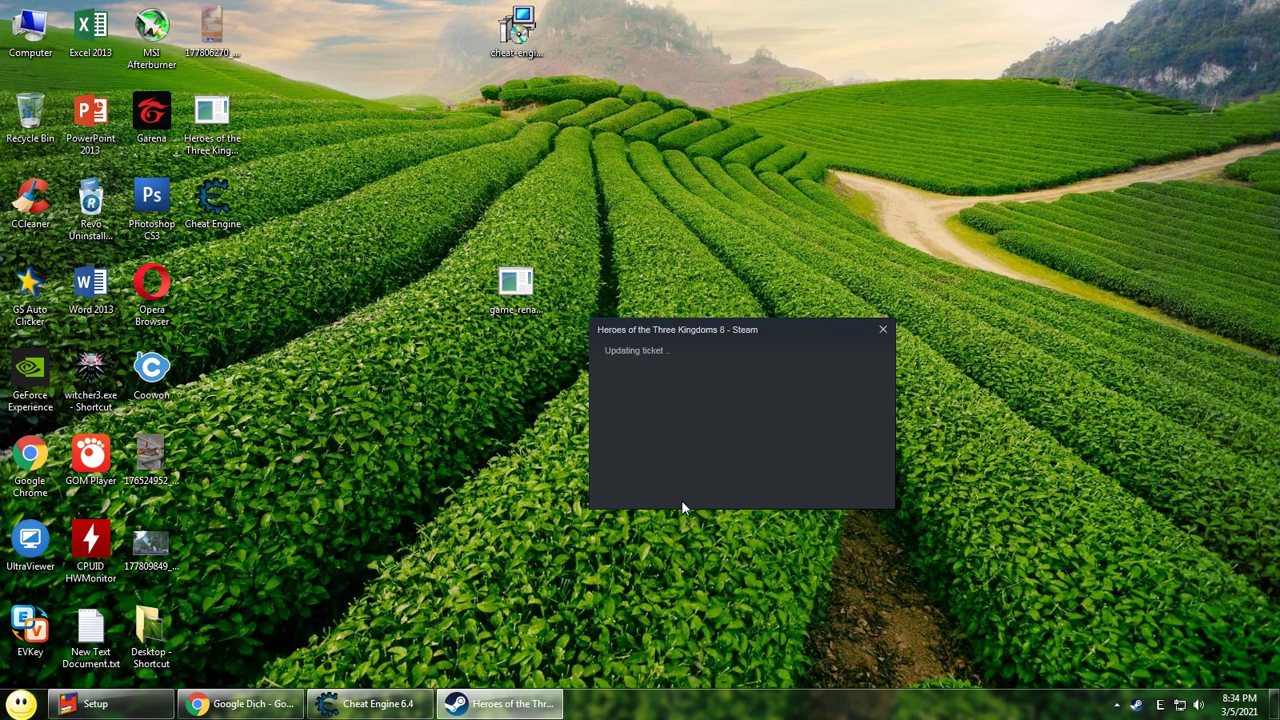 Computer
Excel 2013
MSI
Afterburner
177806270_...
cheat-engi...
Recycle Bin
PowerPoint
2013
Garena
Heroes of the
Three King...
CCleaner
Revo
Uninstall...
Photoshop
CS3
Cheat Engine
GS Auto
Clicker
Word 2013
Opera
Browser
game-rena...
Heroes of the Three Kingdoms 8 - Steam
Updating ticket ..
GeForce
Experience
witcher3.exe
- Shortcut
Coowon
Google
Chrome
GOM Player
176524952_...
UltraViewer
CPUID
HWMonitor
177809849_...
EVKey
New Text
Document.txt
Desktop -
Shortcut
Setup
Google Dịch - Go...
Cheat Engine 6.4
Heroes of the Thr...
E
8:34 PM
3/5/2021